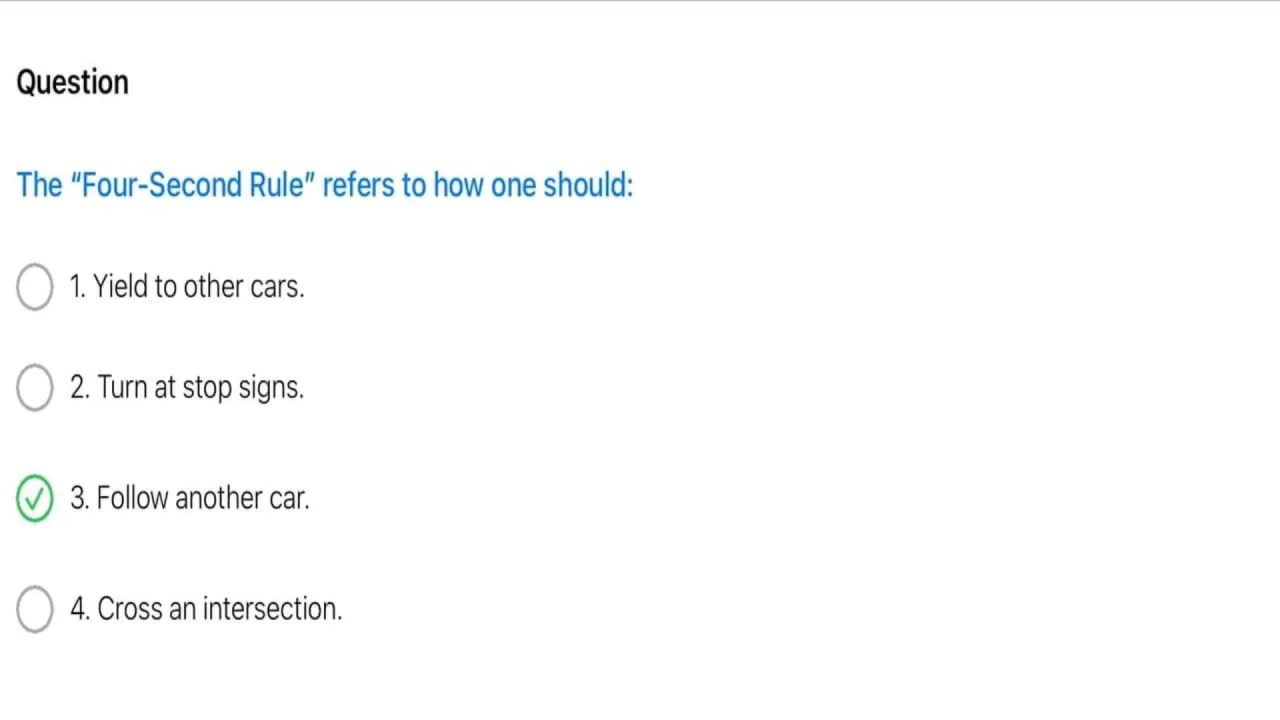 Question
The “Four-Second Rule” refers to how one should:
1. Yield to other cars.
2. Turn at stop signs.
3. Follow another car.
4. Cross an intersection.